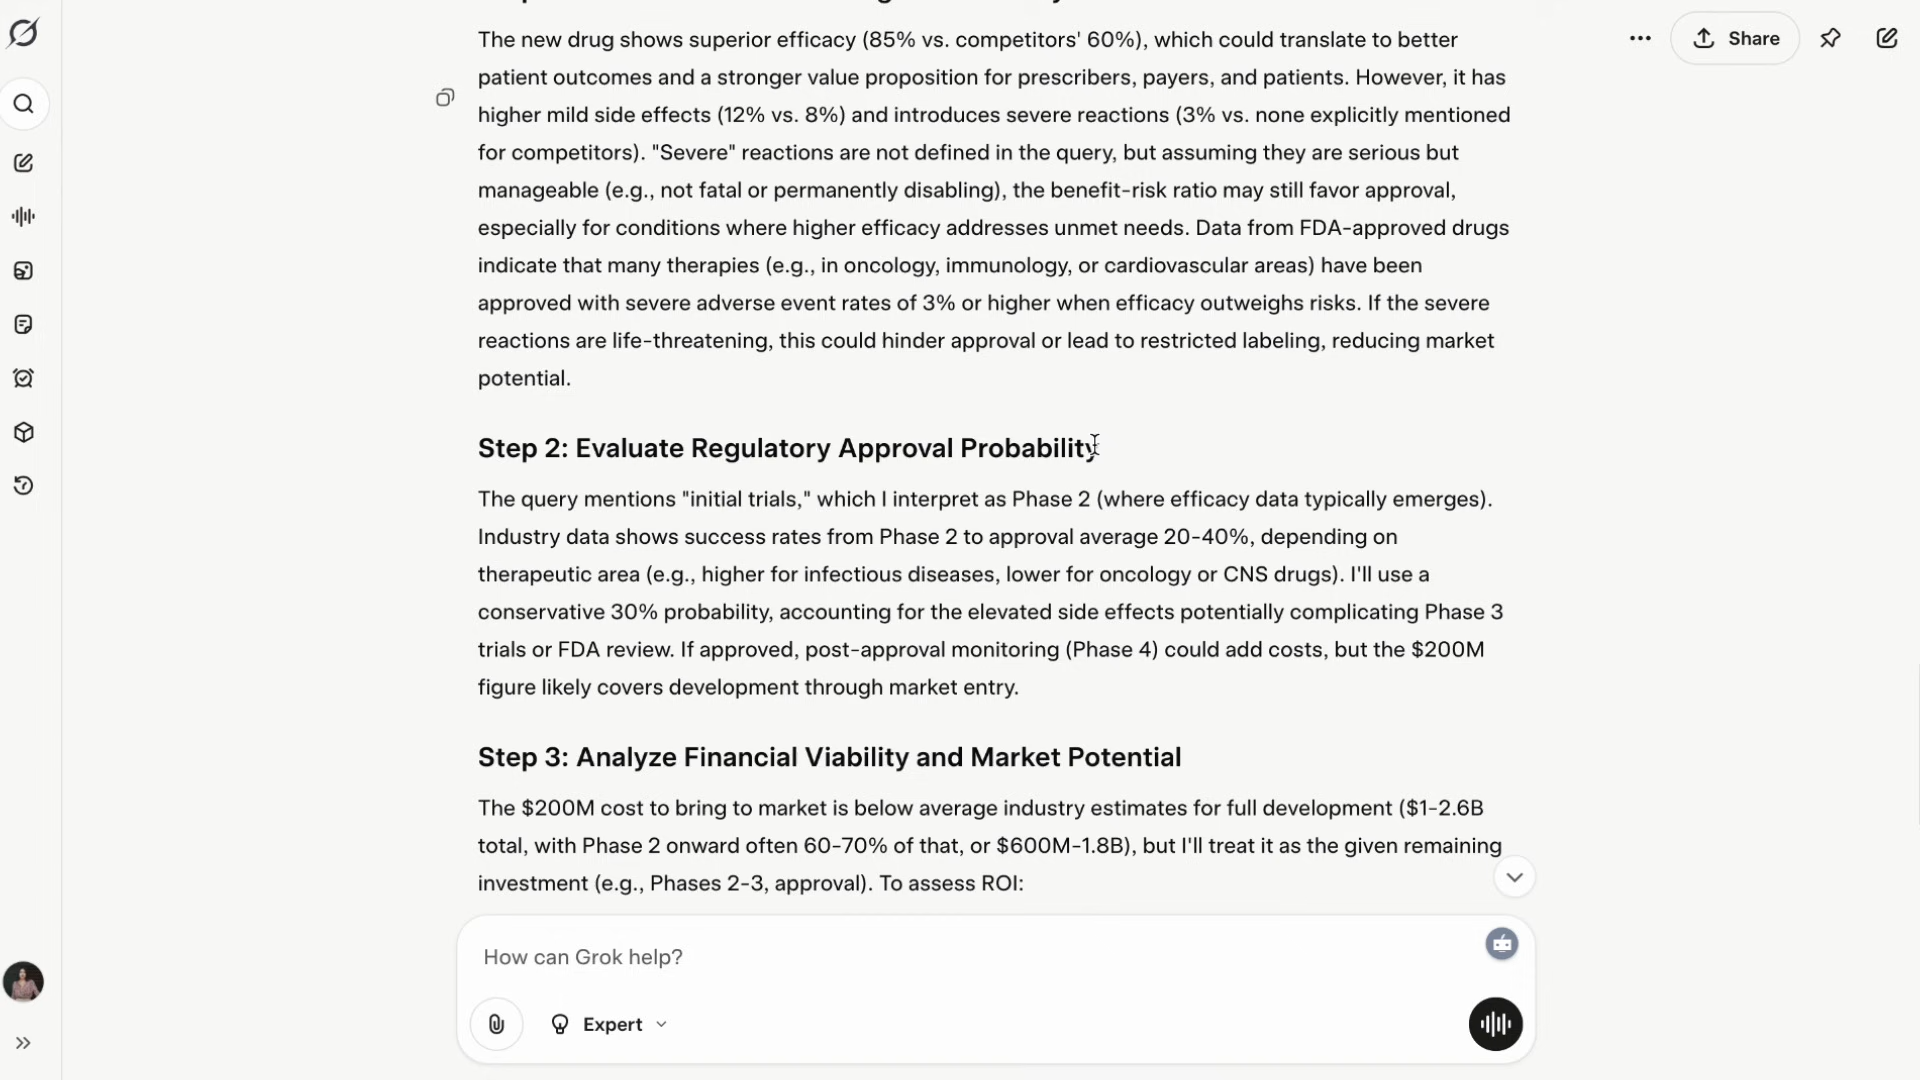 Share
The new drug shows superior efficacy (85% vs. competitors' 60%), which could translate to better
patient outcomes and a stronger value proposition for prescribers, payers, and patients. However, it has
higher mild side effects (12% vs. 8%) and introduces severe reactions (3% vs. none explicitly mentioned
for competitors). "Severe" reactions are not defined in the query, but assuming they are serious but
manageable (e.g., not fatal or permanently disabling), the benefit-risk ratio may still favor approval,
especially for conditions where higher efficacy addresses unmet needs. Data from FDA-approved drugs
indicate that many therapies (e.g., in oncology, immunology, or cardiovascular areas) have been
approved with severe adverse event rates of 3% or higher when efficacy outweighs risks. If the severe
reactions are life-threatening, this could hinder approval or lead to restricted labeling, reducing market
potential.
Step 2: Evaluate Regulatory Approval Probability
The query mentions "initial trials," which I interpret as Phase 2 (where efficacy data typically emerges).
Industry data shows success rates from Phase 2 to approval average 20-40%, depending on
therapeutic area (e.g., higher for infectious diseases, lower for oncology or CNS drugs). I'll use a
conservative 30% probability, accounting for the elevated side effects potentially complicating Phase 3
trials or FDA review. If approved, post-approval monitoring (Phase 4) could add costs, but the $200M
figure likely covers development through market entry.
Step 3: Analyze Financial Viability and Market Potential
The $200M cost to bring to market is below average industry estimates for full development ($1-2.6B
total, with Phase 2 onward often 60-70% of that, or $600M-1.8B), but I'll treat it as the given remaining
investment (e.g., Phases 2-3, approval). To assess ROI:
How can Grok help?
Expert